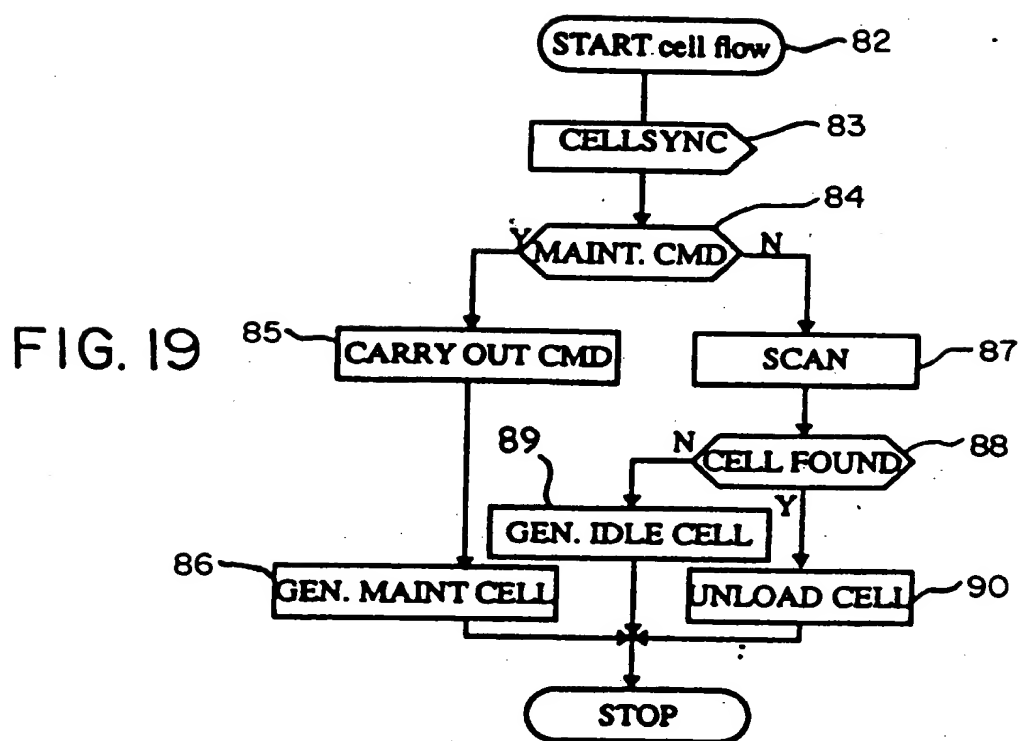 START cell flow
82
CELLSYNC
83
84
Y
MAINT. CMD
N
FIG. 19
85
CARRY OUT CMD
SCAN
87
N
CELL FOUND
88
89
Y
GEN. IDLE CELL
86
GEN. MAINT CELL
UNLOAD CELL
90
STOP